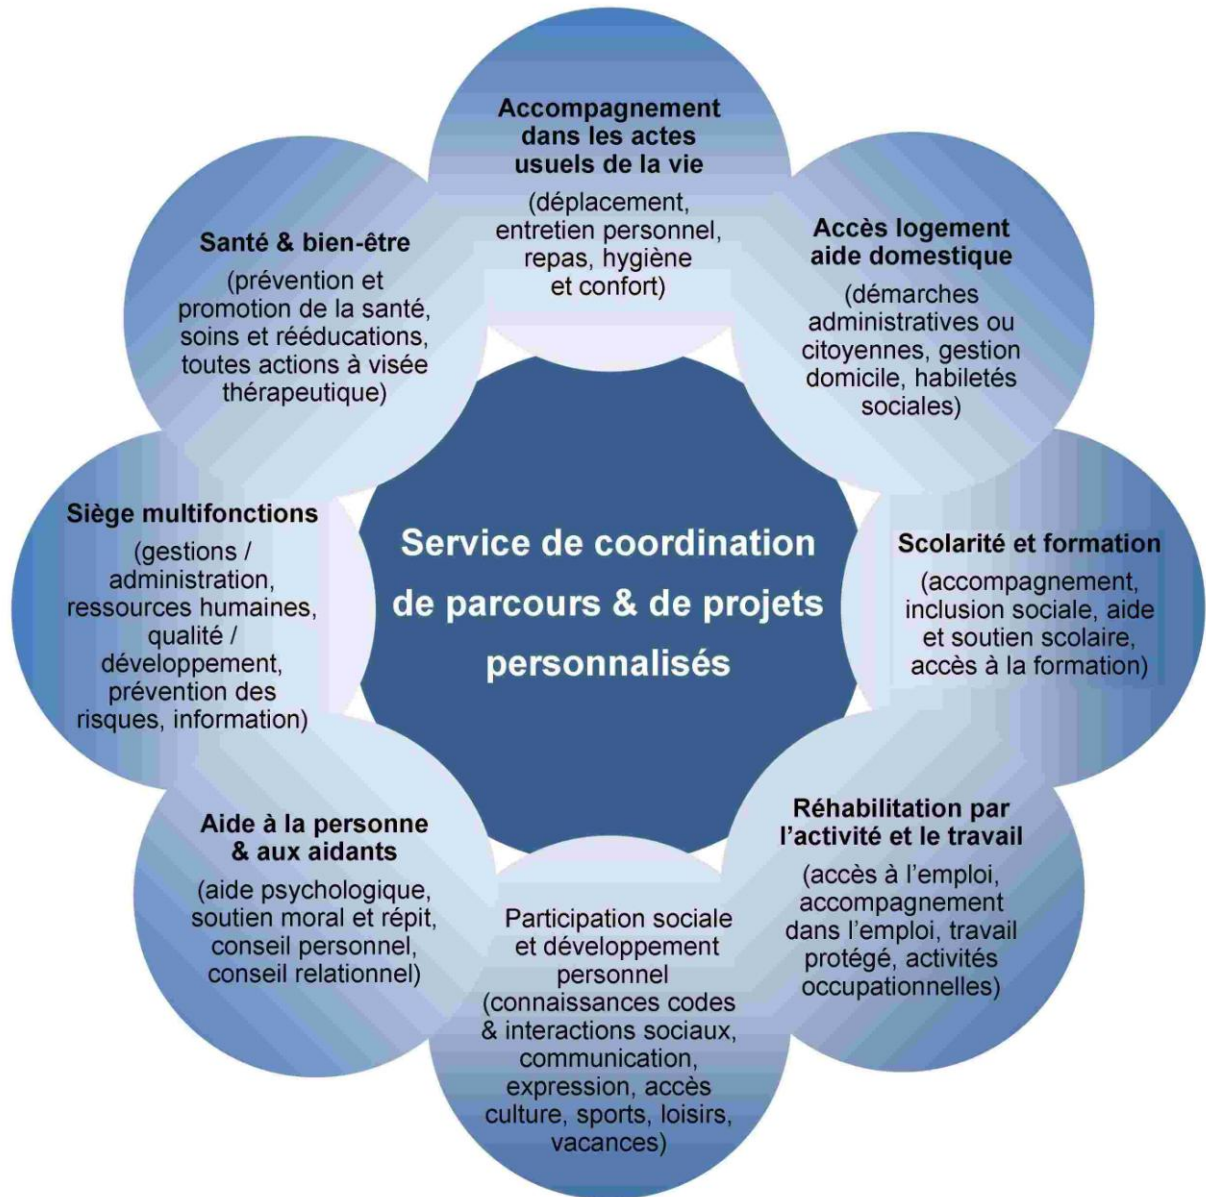 Accompagnement
dans les actes
usuels de la vie
(déplacement,
entretien personnel,
repas, hygiène
et confort)
Accès logement
aide domestique
(démarches
administratives ou
citoyennes, gestion
domicile, habiletés
sociales)
Scolarité et formation
(accompagnement,
inclusion sociale, aide
et soutien scolaire,
accès à la formation)
Réhabilitation par
l’activité et le travail
(accès à l’emploi,
accompagnement
dans l’emploi, travail
protégé, activités
occupationnelles)
Participation sociale
et développement
personnel
(connaissances codes
& interactions sociaux,
communication,
expression, accès
culture, sports, loisirs,
vacances)
Aide à la personne
& aux aidants
(aide psychologique,
soutien moral et répit,
conseil personnel,
conseil relationnel)
Siège multifonctions
(gestions /
administration,
ressources humaines,
qualité /
développement,
prévention des
risques, information)
Santé & bien-être
(prévention et
promotion de la santé,
soins et rééducations,
toutes actions à visée
thérapeutique)
Service de coordination
de parcours & de projets
personnalisés